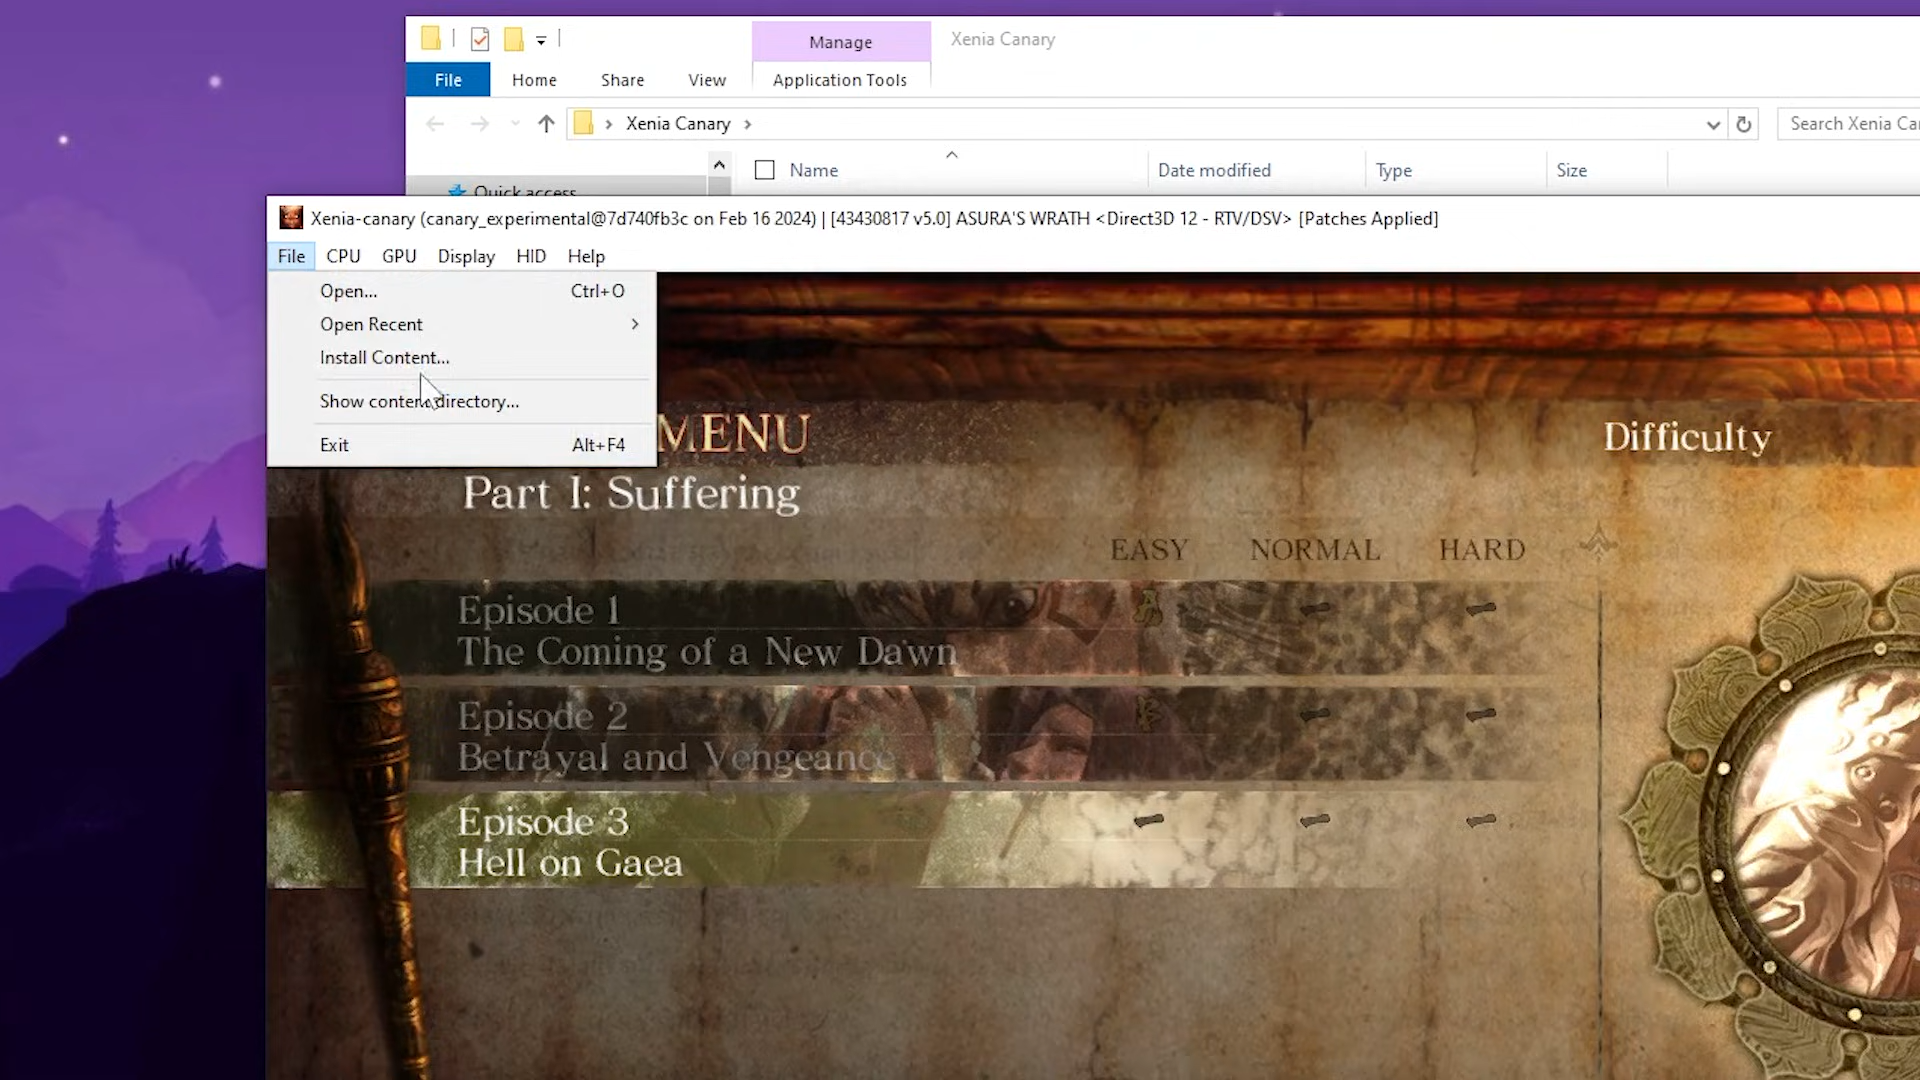 Manage
Xenia Canary
File
Home
Share
View
Application Tools
Xenia Canary
Search Xenia Ca
Name
Date modified
Type
Size
Quick access
Xenia-canary (canary_experimental@7d740fb3c on Feb 16 2024) | [43430817 v5.0] ASURA'S WRATH <Direct3D 12 - RTV/DSV> [Patches Applied]
File CPU GPU Display HID Help
Open... Ctrl+O
Open Recent
Install Content...
Show content directory...
Exit Alt+F4
MENU
Difficulty
Part I: Suffering
EASY NORMAL HARD
Episode 1
The Coming of a New Dawn
Episode 2
Betrayal and Vengeance
Episode 3
Hell on Gaea